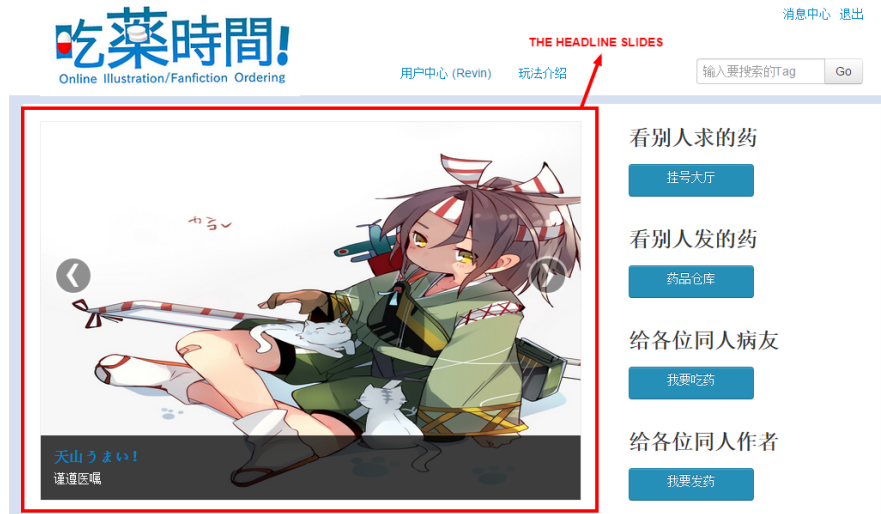 吃藥時間!
Online Illustration/Fanfiction Ordering
消息中心 退出
THE HEADLINE SLIDES
用户中心 (Revin) 玩法介绍
输入要搜索的Tag Go
看别人求的药
挂号大厅
看别人发的药
药品仓库
给各位同人病友
我要吃药
给各位同人作者
我要发药
天山うまい!
谨遵医嘱